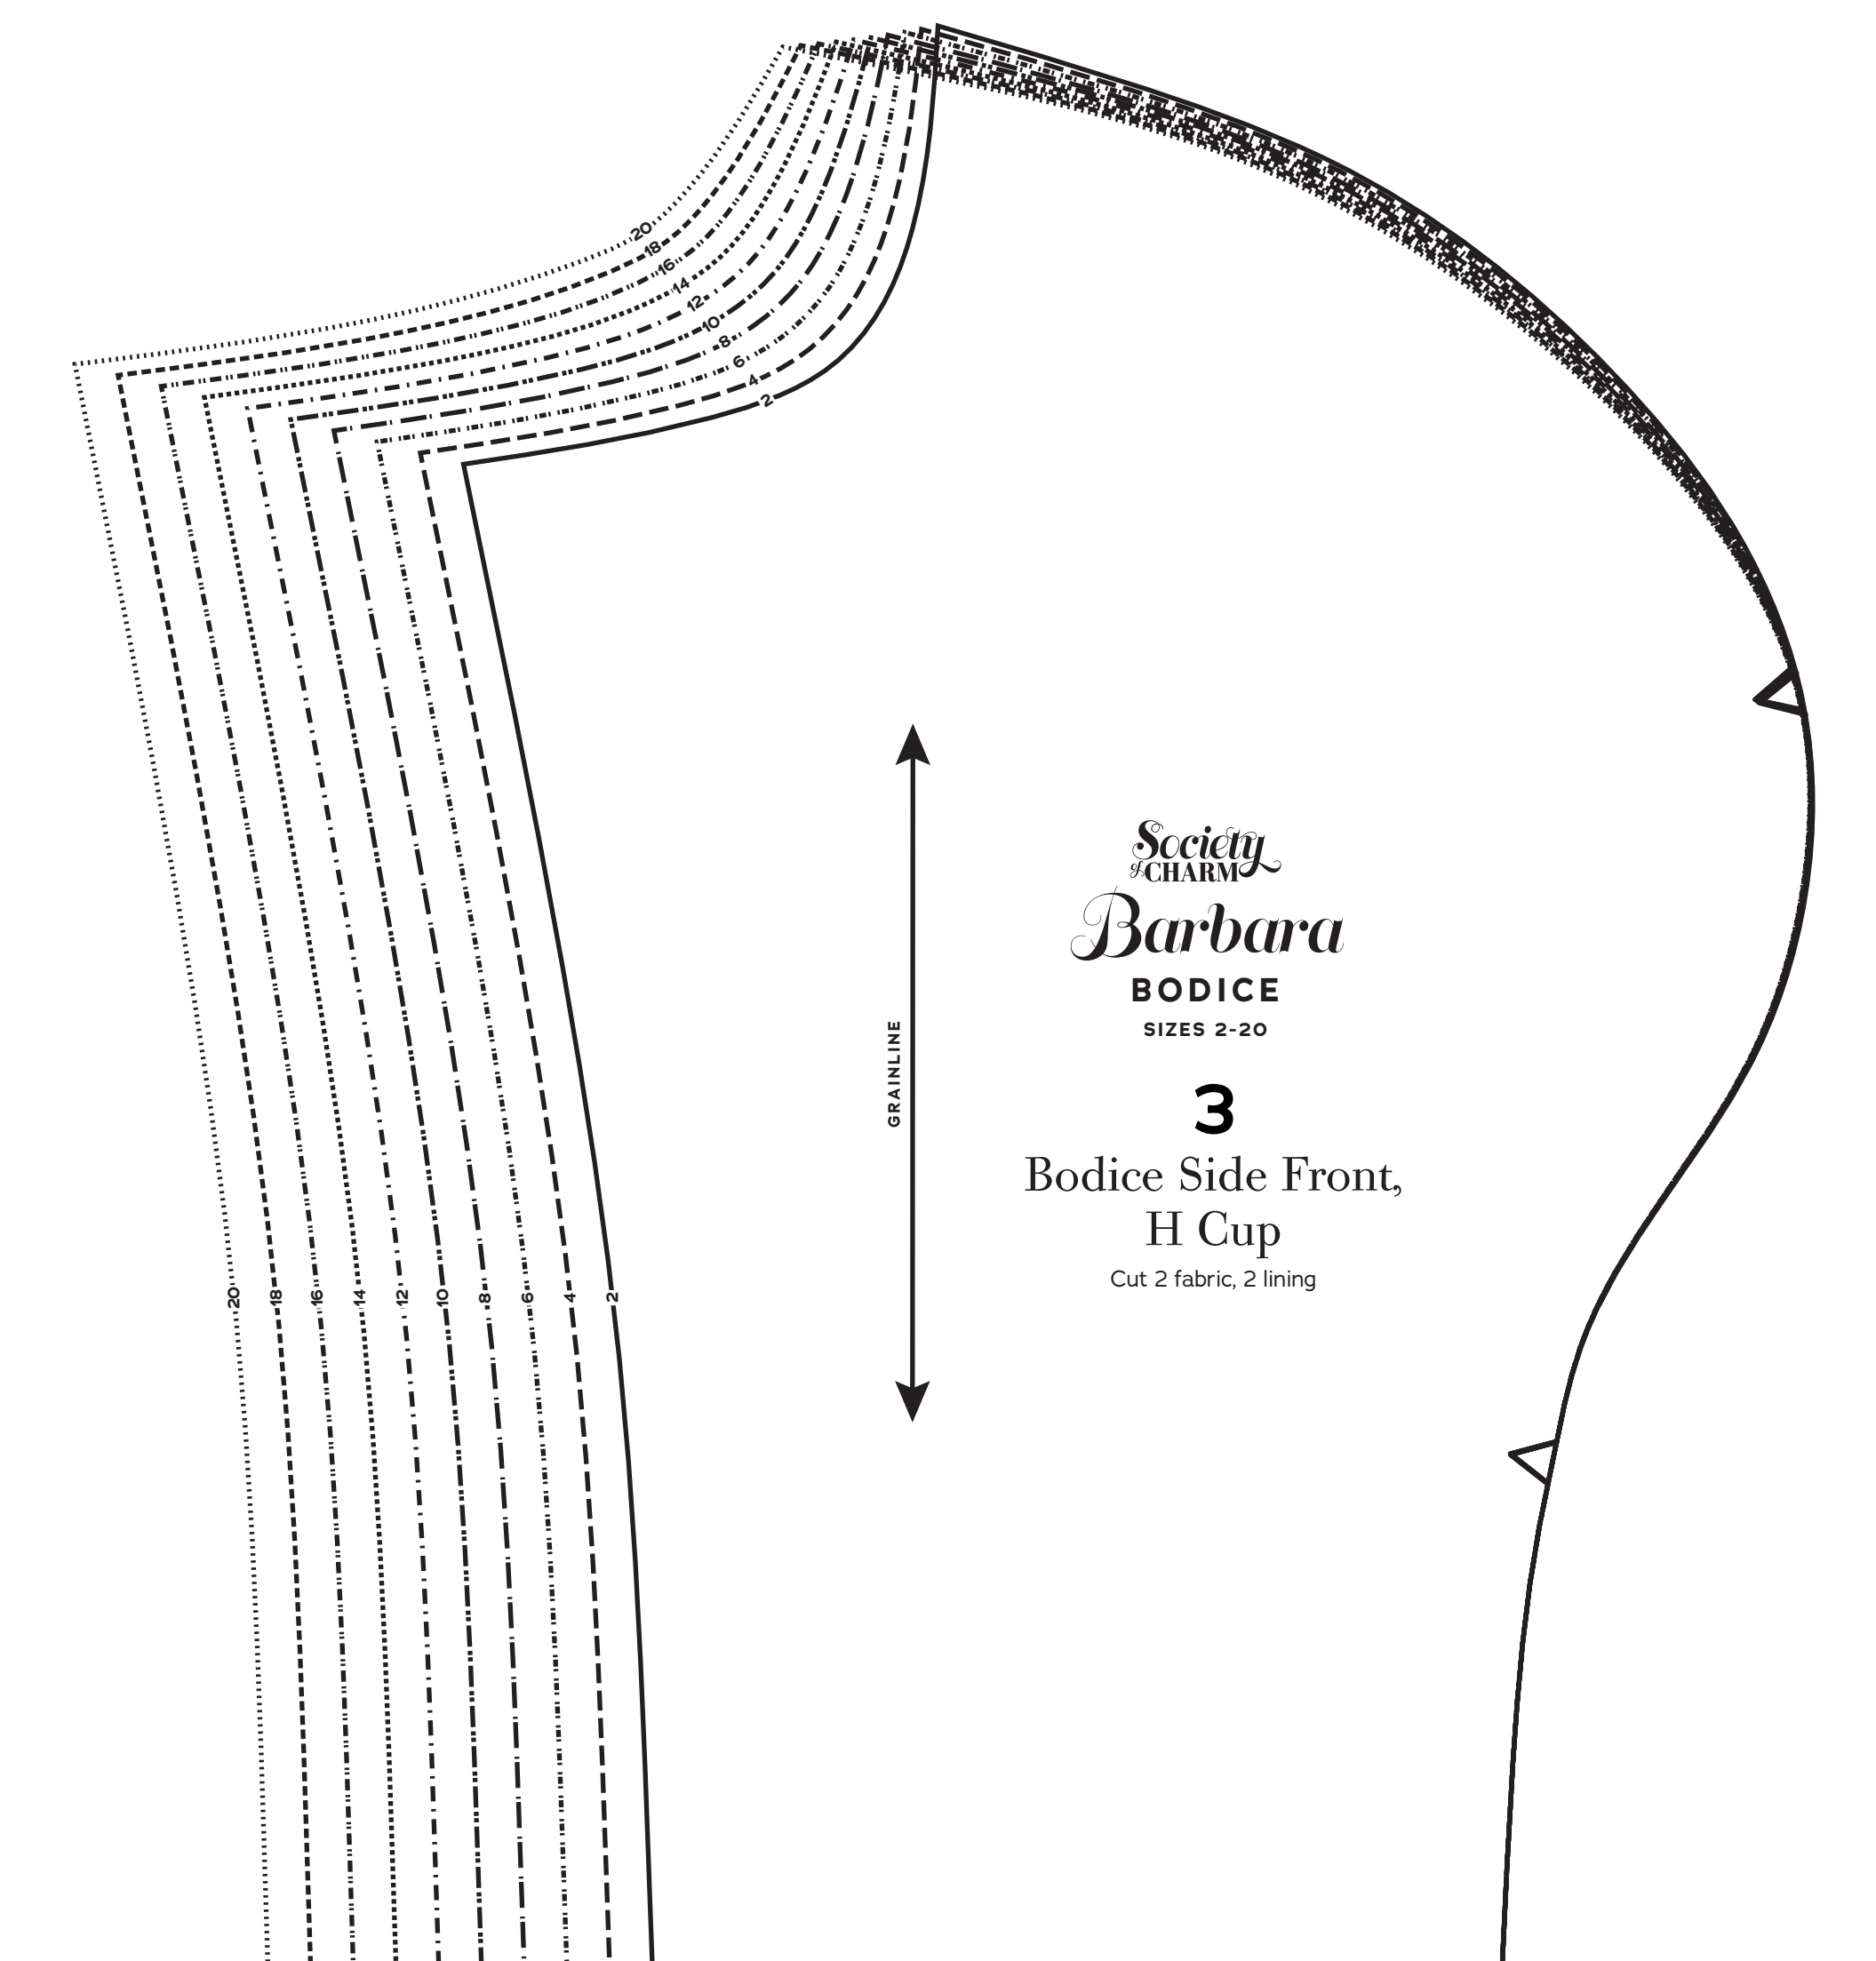 20
18
16
14
12
10
8
6
4
2
Society
of CHARM
Barbara
BODICE
SIZES 2-20
GRAINLINE
3
Bodice Side Front,
H Cup
Cut 2 fabric, 2 lining
20 18 16 14 12 10 8 6 4 2